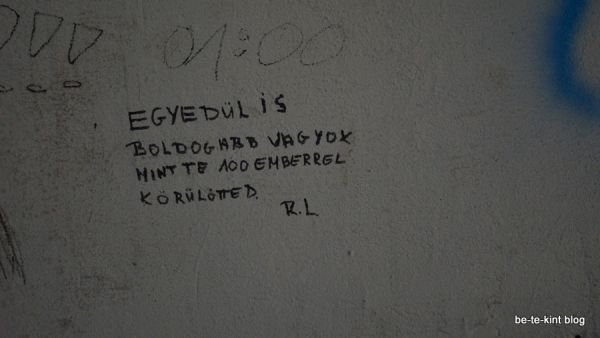 01:00
EGYEDÜL IS
BOLDOGABB VAGYOK
MINT TE 100 EMBERREL
KÖRÜLÖTTED.
R.L
be-te-kint blog